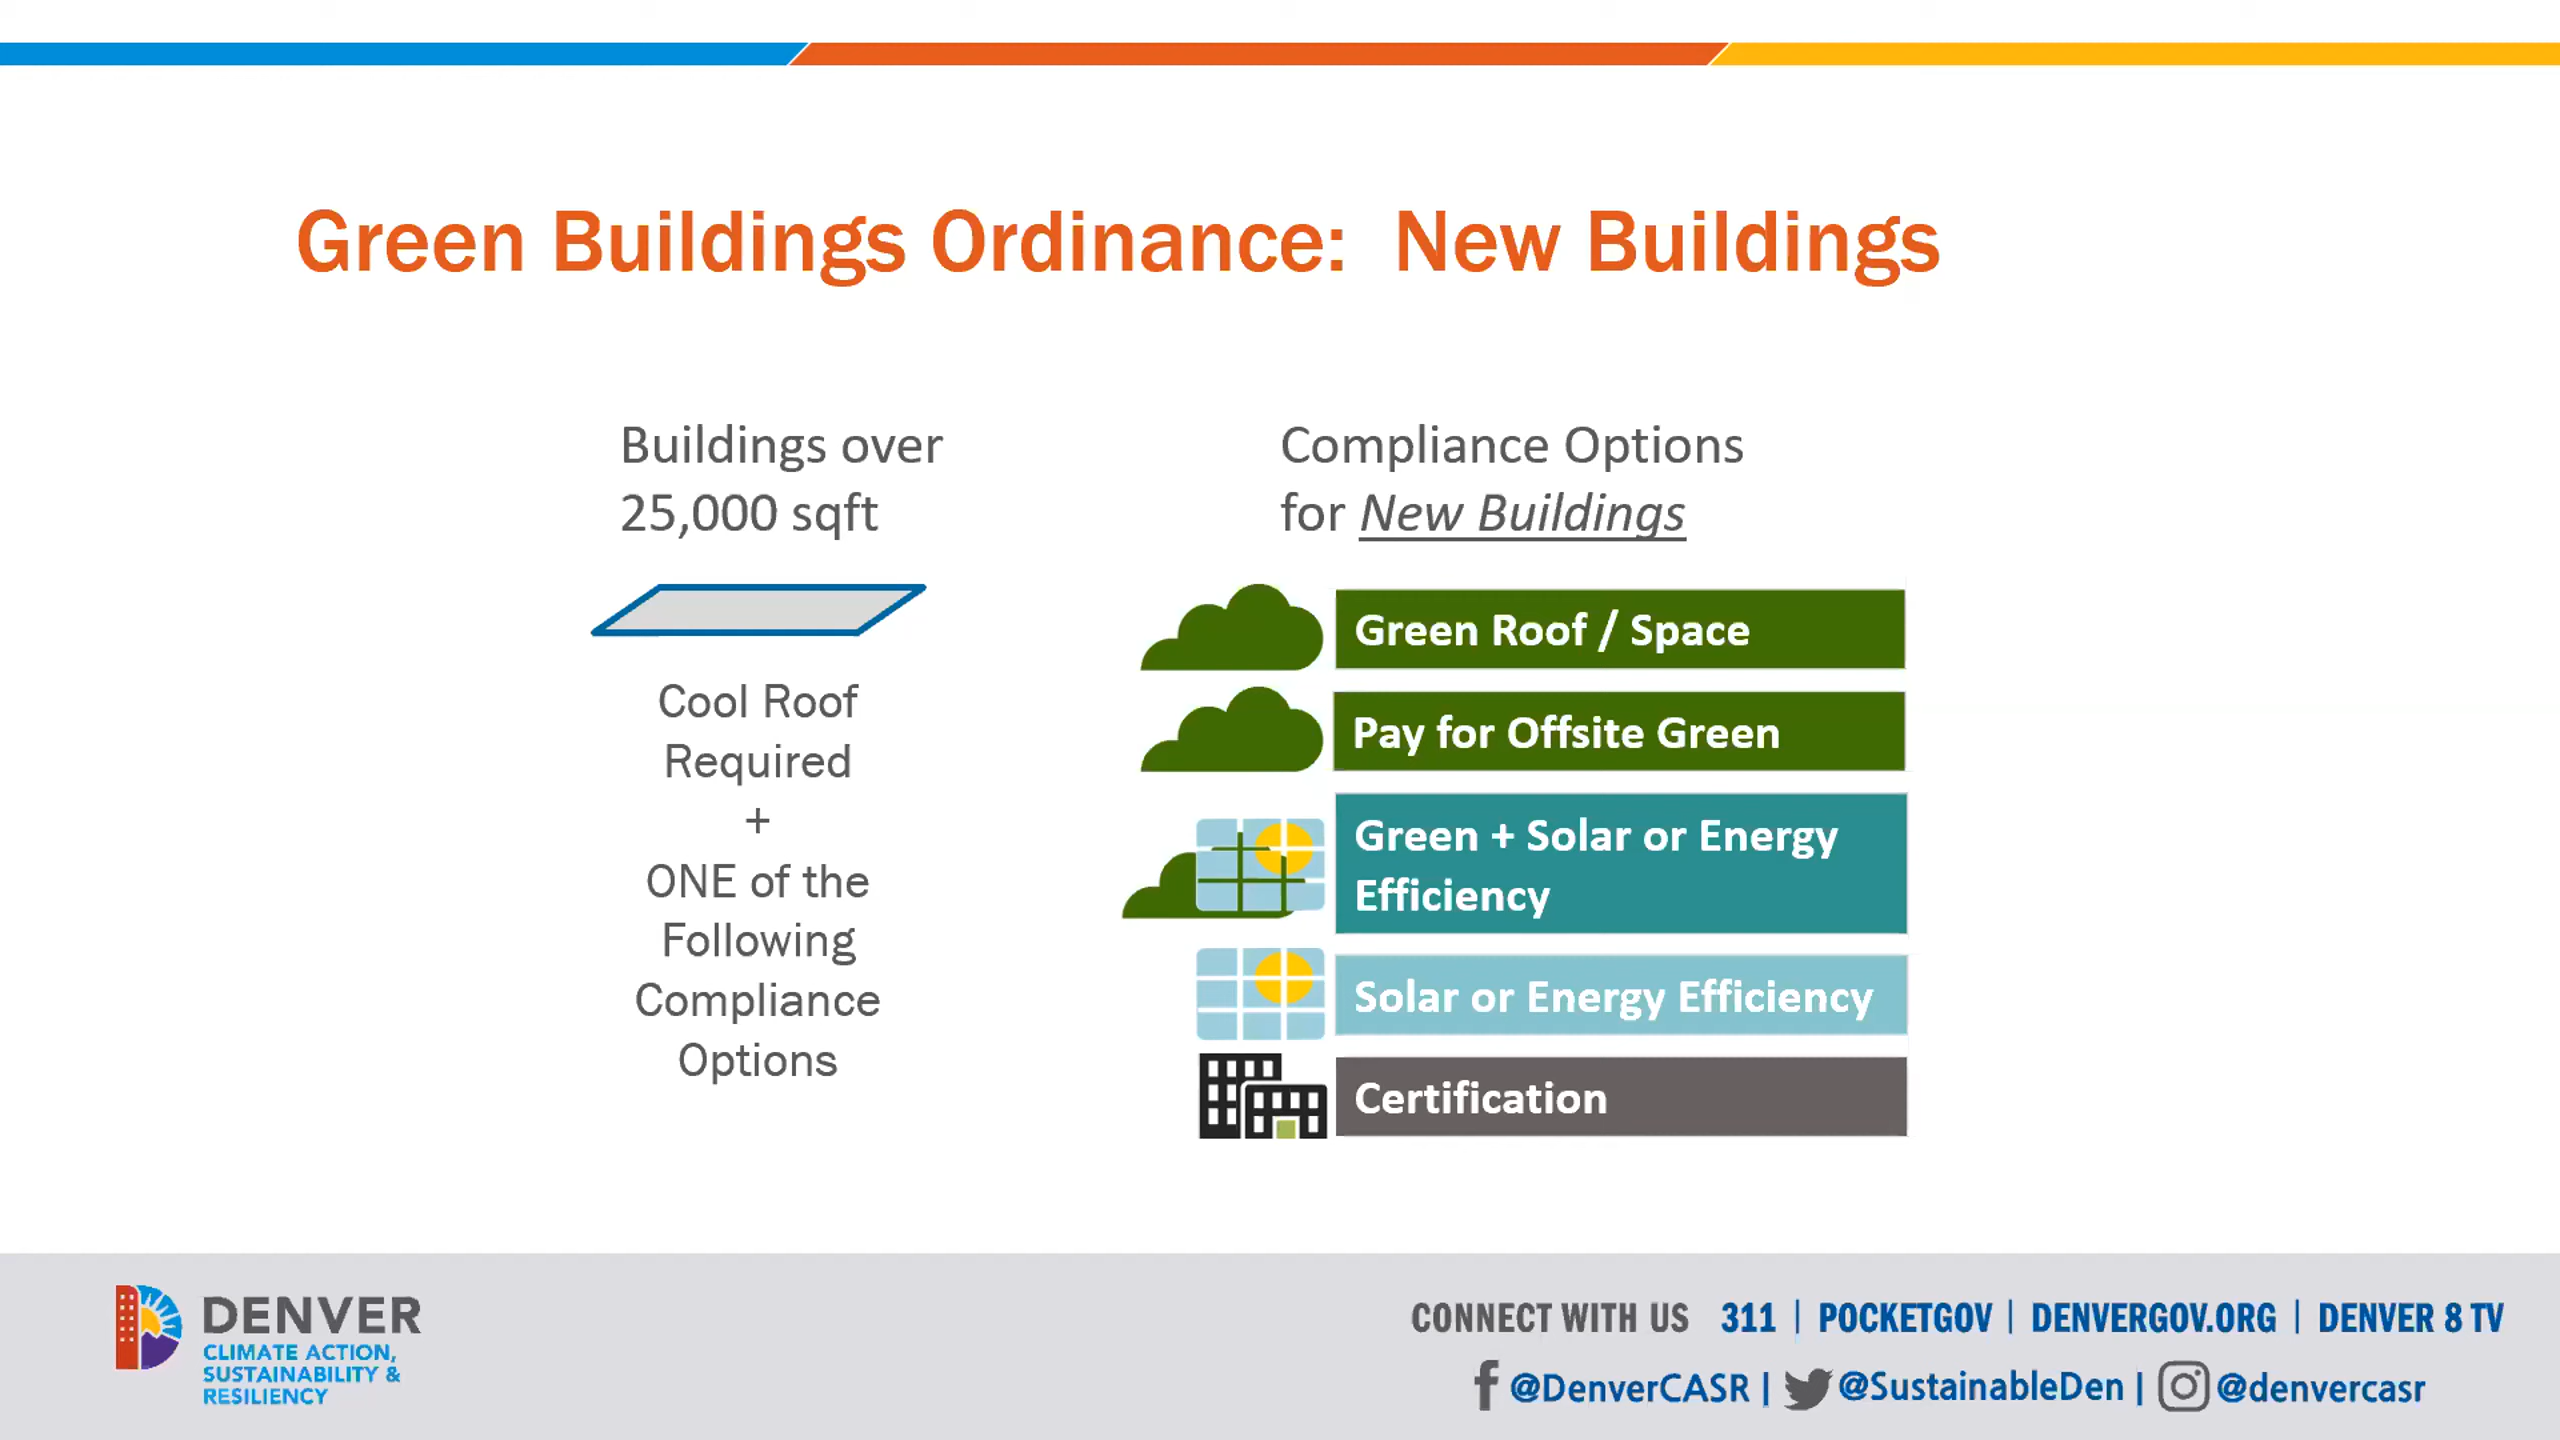 Green Buildings Ordinance:  New Buildings
Buildings over
25,000 sqft
Cool Roof
Required
+
ONE of the
Following
Compliance
Options
Compliance Options
for New Buildings
Green Roof / Space
Pay for Offsite Green
Green + Solar or Energy
Efficiency
Solar or Energy Efficiency
Certification
DENVER
CLIMATE ACTION,
SUSTAINABILITY &
RESILIENCY
CONNECT WITH US 311 | POCKETGOV | DENVERGOV.ORG | DENVER 8 TV
@DenverCASR | @SustainableDen | @denvercasr